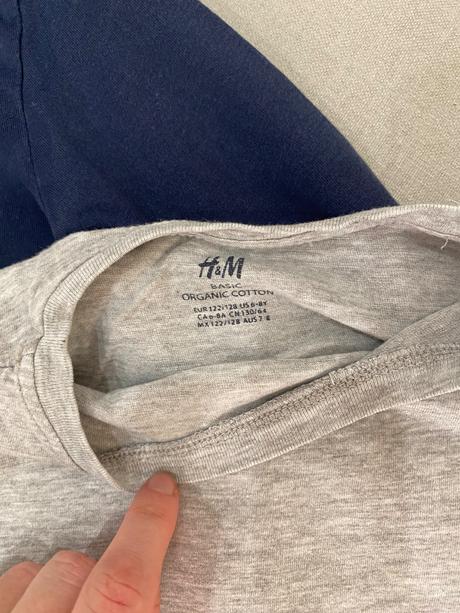 H&M
BASIC
ORGANIC COTTON
EUR 122/128 US 6-8Y
CA 6-8A CN 130/64
MX 122/128 AUS 7-8